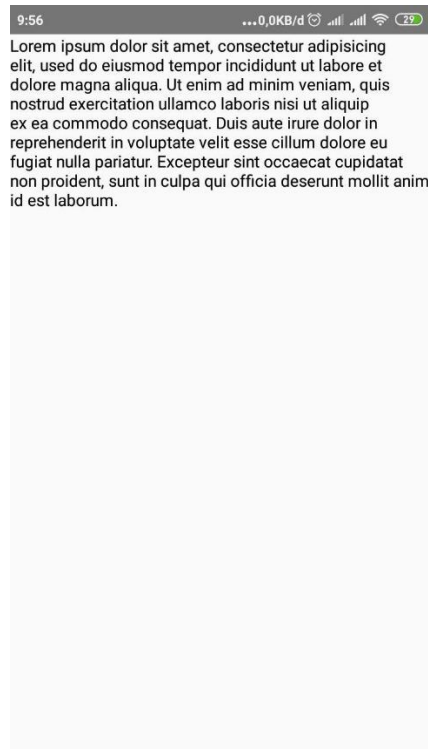 9:56 ...0,0KB/d 29
Lorem ipsum dolor sit amet, consectetur adipisicing
elit, used do eiusmod tempor incididunt ut labore et
dolore magna aliqua. Ut enim ad minim veniam, quis
nostrud exercitation ullamco laboris nisi ut aliquip
ex ea commodo consequat. Duis aute irure dolor in
reprehenderit in voluptate velit esse cillum dolore eu
fugiat nulla pariatur. Excepteur sint occaecat cupidatat
non proident, sunt in culpa qui officia deserunt mollit anim
id est laborum.